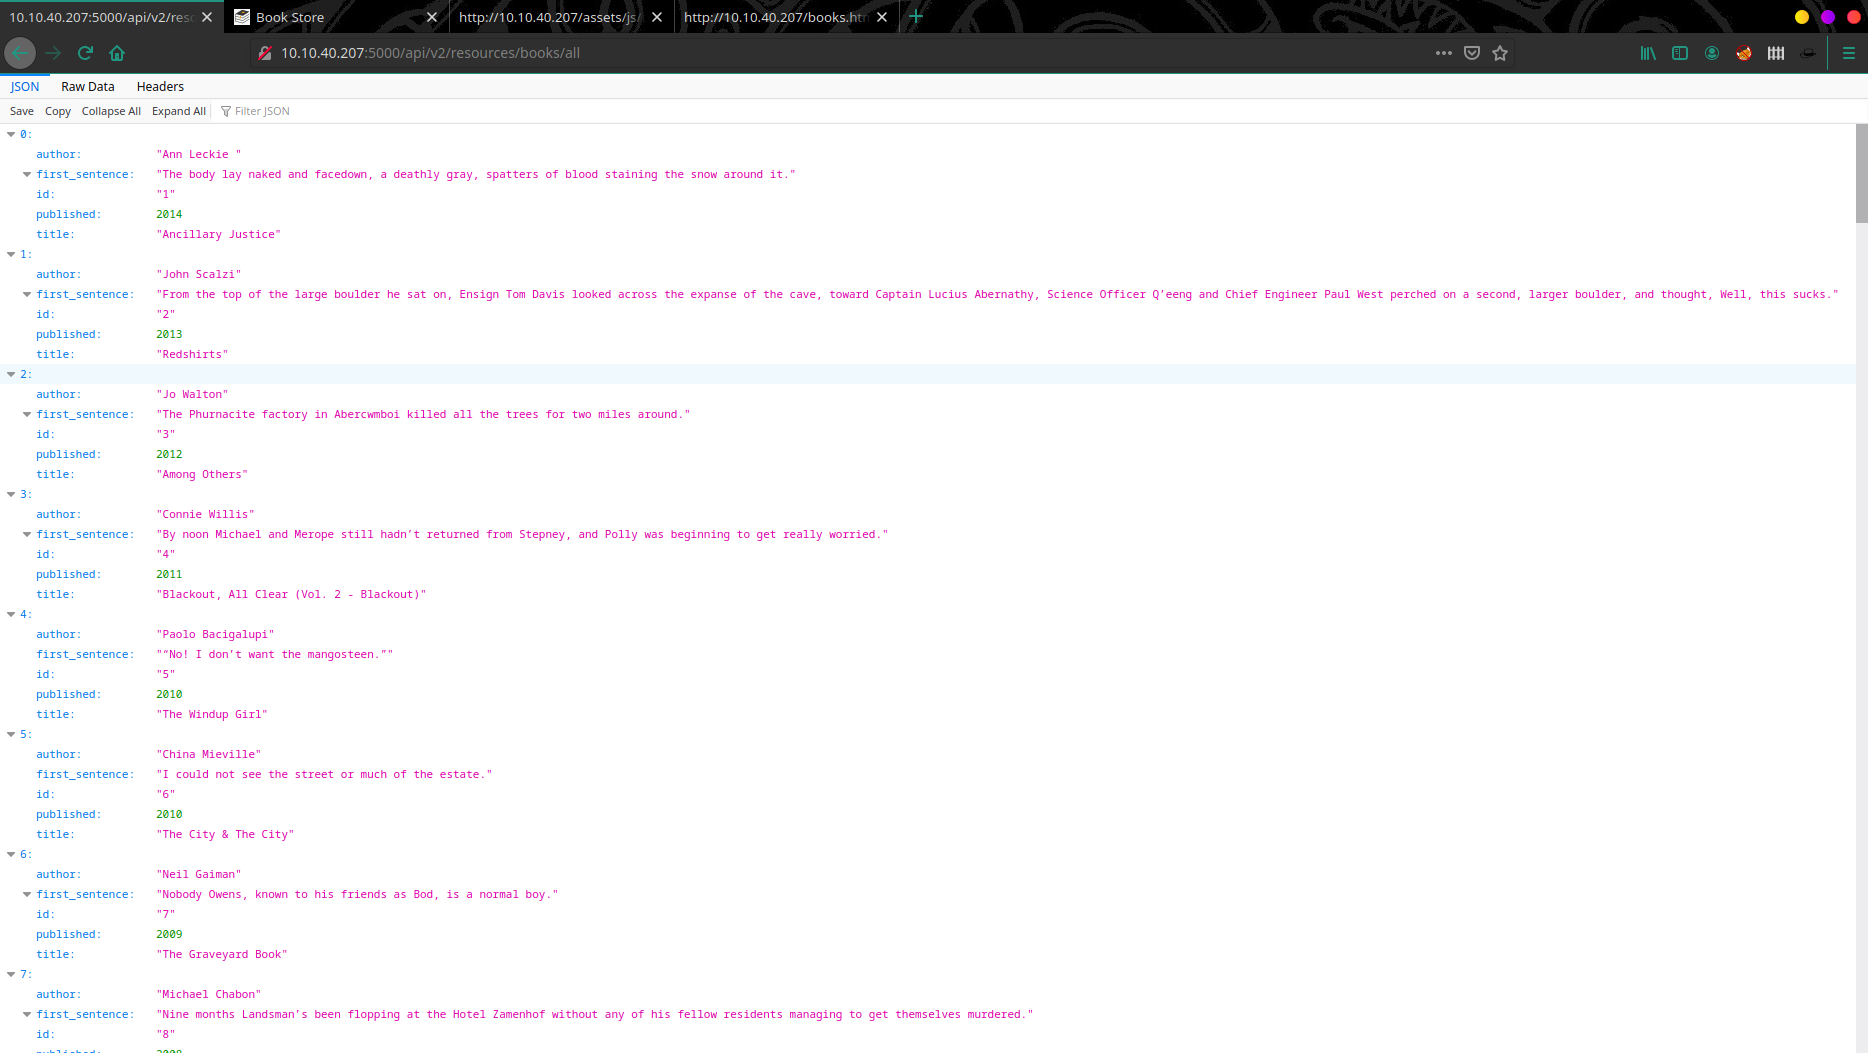 10.10.40.207:5000/api/v2/res Book Store http://10.10.40.207/assets/js/ http://10.10.40.207/books.ht
10.10.40.207:5000/api/v2/resources/books/all
JSON Raw Data Headers
Save Copy Collapse All Expand All Filter JSON
0:
author: "Ann Leckie "
first_sentence: "The body lay naked and facedown, a deathly gray, spatters of blood staining the snow around it."
id: "1"
published: 2014
title: "Ancillary Justice"
1:
author: "John Scalzi"
first_sentence: "From the top of the large boulder he sat on, Ensign Tom Davis looked across the expanse of the cave, toward Captain Lucius Abernathy, Science Officer Q’eeng and Chief Engineer Paul West perched on a second, larger boulder, and thought, Well, this sucks."
id: "2"
published: 2013
title: "Redshirts"
2:
author: "Jo Walton"
first_sentence: "The Phurnacite factory in Abercwmboi killed all the trees for two miles around."
id: "3"
published: 2012
title: "Among Others"
3:
author: "Connie Willis"
first_sentence: "By noon Michael and Merope still hadn’t returned from Stepney, and Polly was beginning to get really worried."
id: "4"
published: 2011
title: "Blackout, All Clear (Vol. 2 - Blackout)"
4:
author: "Paolo Bacigalupi"
first_sentence: "“No! I don’t want the mangosteen.”"
id: "5"
published: 2010
title: "The Windup Girl"
5:
author: "China Mieville"
first_sentence: "I could not see the street or much of the estate."
id: "6"
published: 2010
title: "The City & The City"
6:
author: "Neil Gaiman"
first_sentence: "Nobody Owens, known to his friends as Bod, is a normal boy."
id: "7"
published: 2009
title: "The Graveyard Book"
7:
author: "Michael Chabon"
first_sentence: "Nine months Landsman’s been flopping at the Hotel Zamenhof without any of his fellow residents managing to get themselves murdered."
id: "8"
published: 2008